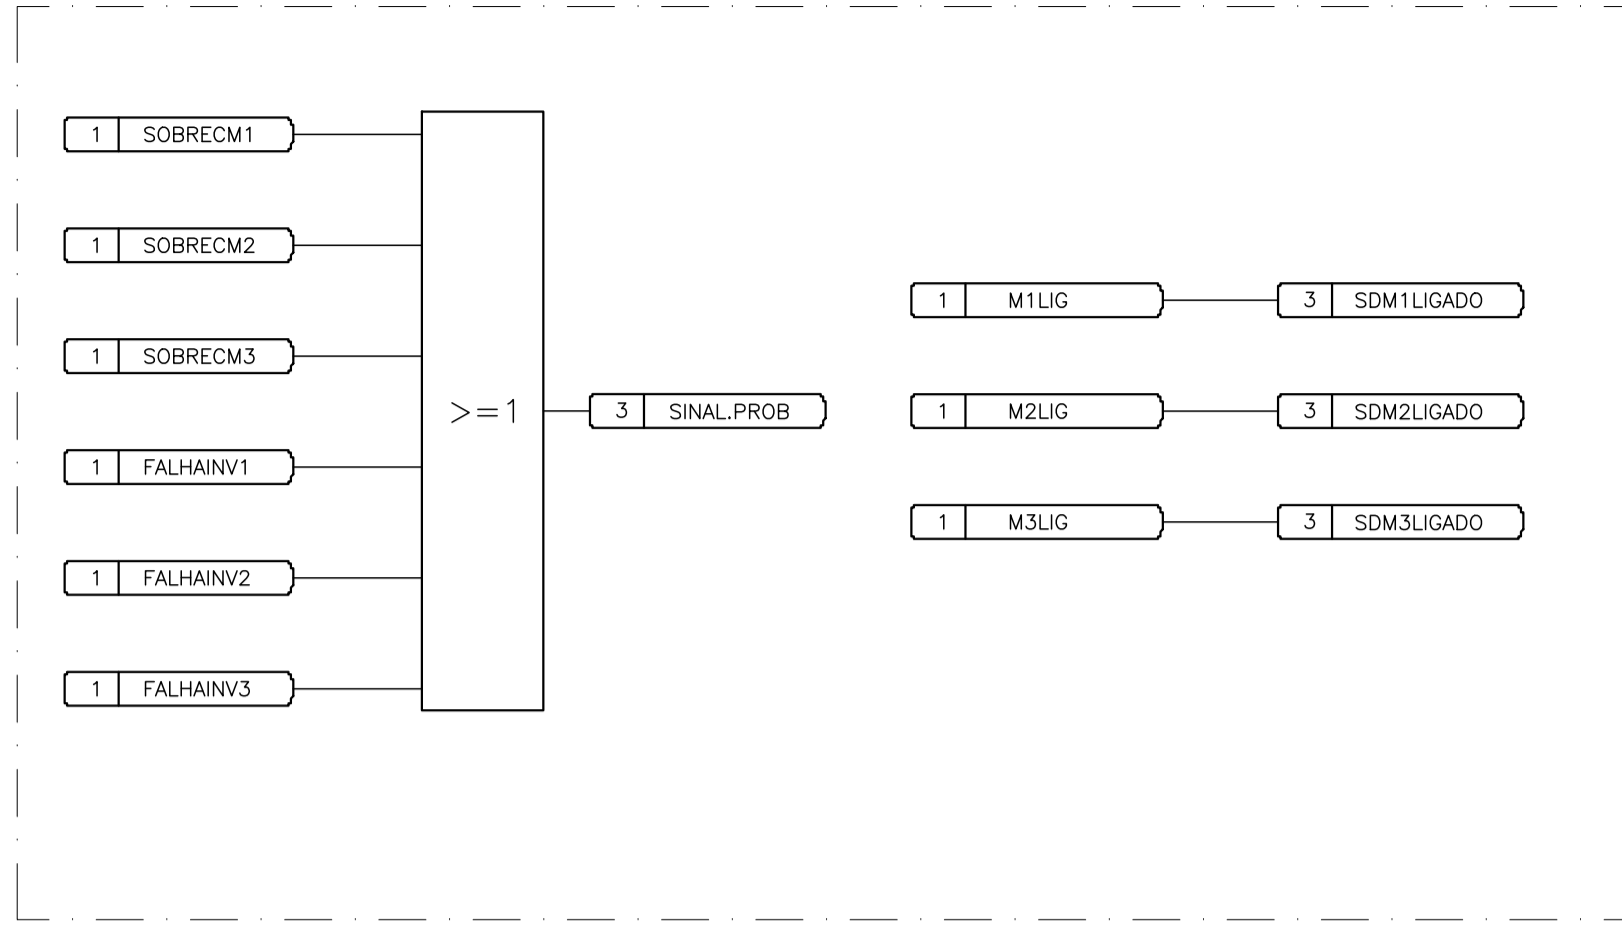 1 SOBRECM1
1 SOBRECM2
1 SOBRECM3
1 FALHAINV1
1 FALHAINV2
1 FALHAINV3
>=1
3 SINAL.PROB
1 M1LIG 3 SDM1LIGADO
1 M2LIG 3 SDM2LIGADO
1 M3LIG 3 SDM3LIGADO